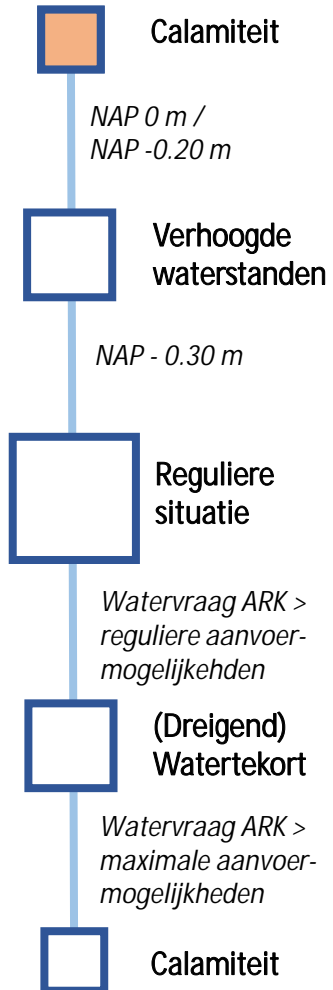 Calamiteit
NAP 0 m /
NAP -0.20 m
Verhoogde
waterstanden
NAP - 0.30 m
Reguliere
situatie
Watervraag ARK >
reguliere aanvoer-
mogelijkehden
(Dreigend)
Watertekort
Watervraag ARK >
maximale aanvoer-
mogelijkheden
Calamiteit